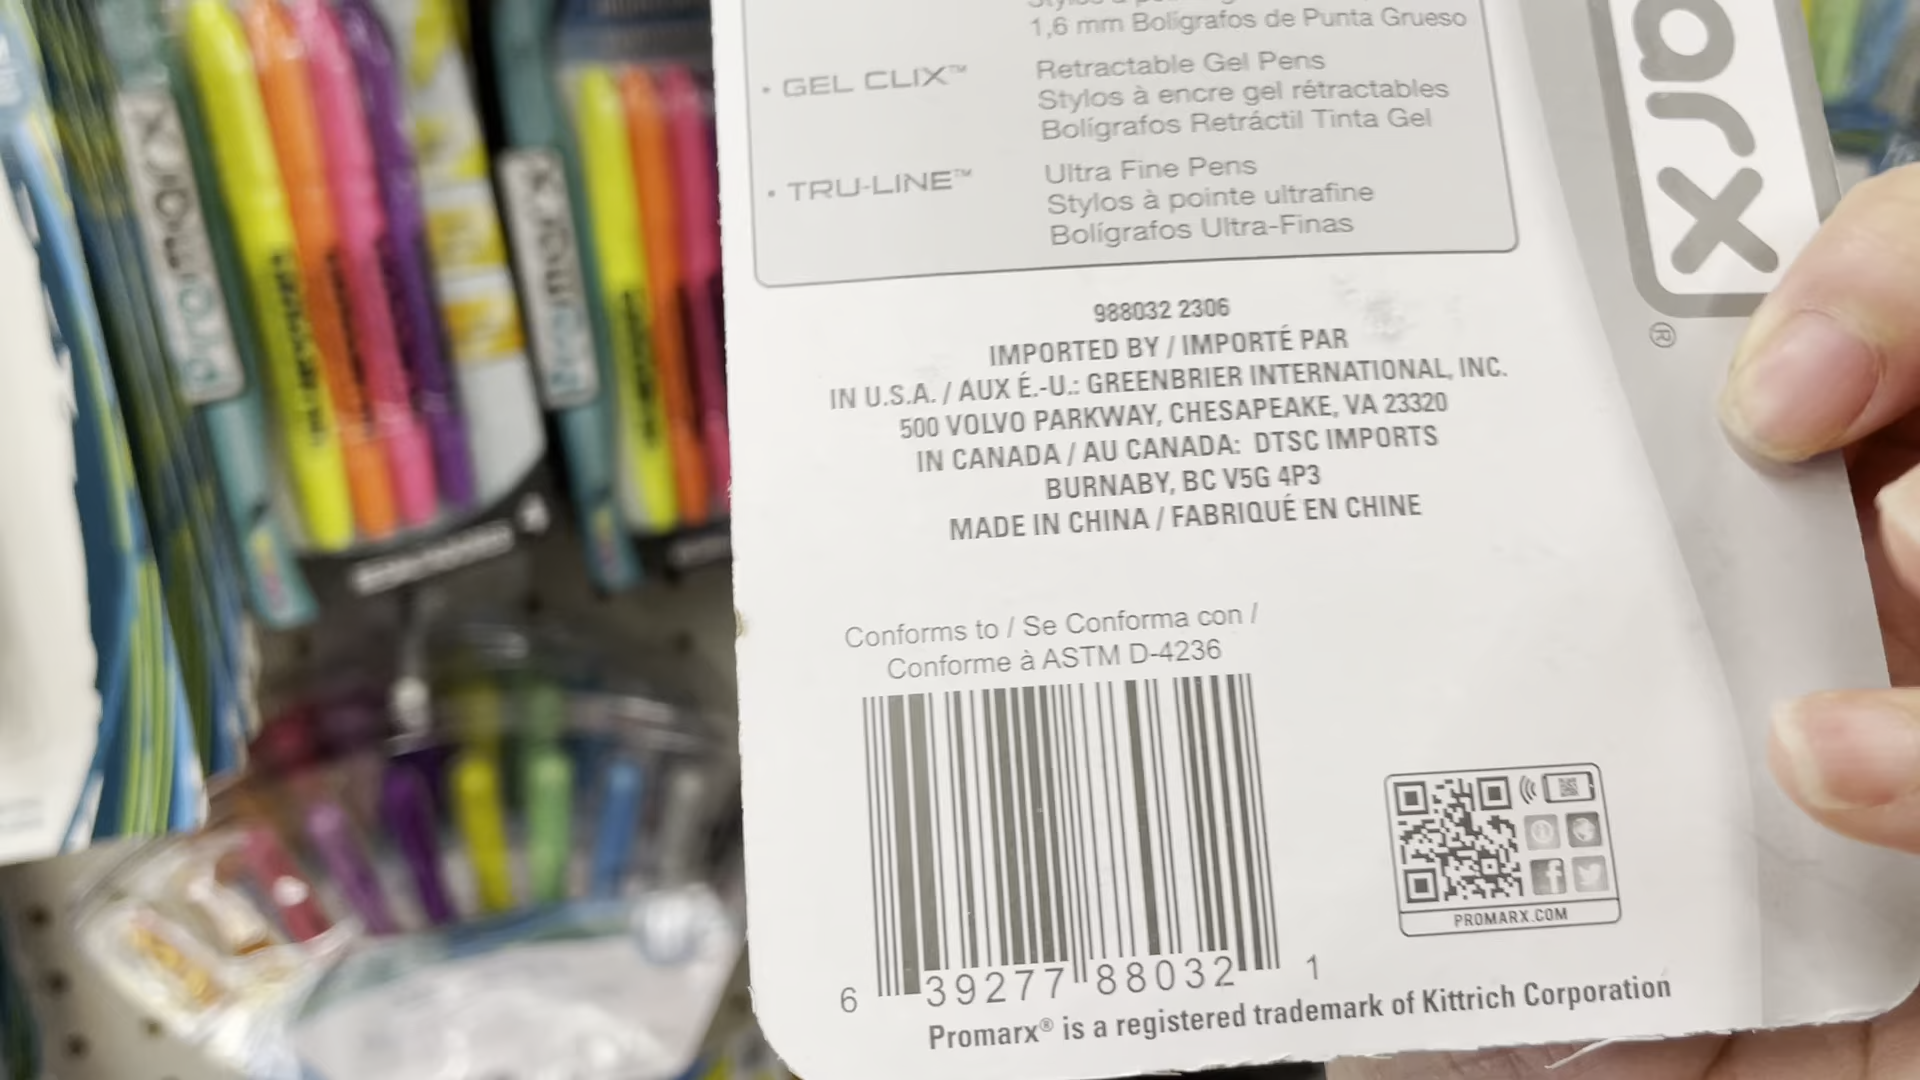 1,6 mm Bolígrafos de Punta Grueso
• GEL CLIX™ Retractable Gel Pens
Stylos à encre gel rétractables
Bolígrafos Retráctil Tinta Gel
• TRU-LINE™ Ultra Fine Pens
Stylos à pointe ultrafine
Bolígrafos Ultra-Finas
arx
®
988032 2306
IMPORTED BY / IMPORTÉ PAR
IN U.S.A. / AUX É.-U.: GREENBRIER INTERNATIONAL, INC.
500 VOLVO PARKWAY, CHESAPEAKE, VA 23320
IN CANADA / AU CANADA: DTSC IMPORTS
BURNABY, BC V5G 4P3
MADE IN CHINA / FABRIQUÉ EN CHINE
Conforms to / Se Conforma con /
Conforme à ASTM D-4236
6 39277 88032 1
PROMARX.COM
Promarx® is a registered trademark of Kittrich Corporation